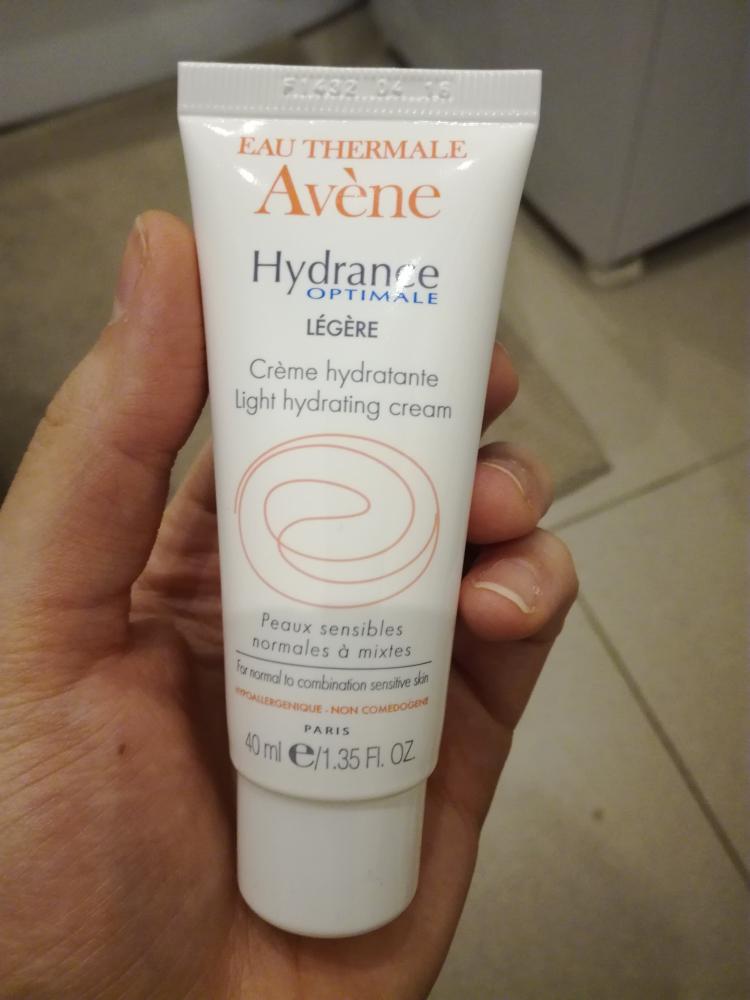 EAU THERMALE
Avène
Hydrance
OPTIMALE
LÉGÈRE
Crème hydratante
Light hydrating cream
Peaux sensibles
normales à mixtes
For normal to combination sensitive skin
HYPOALLERGENIQUE - NON COMEDOGENE
PARIS
40 ml e/1.35 Fl. OZ.